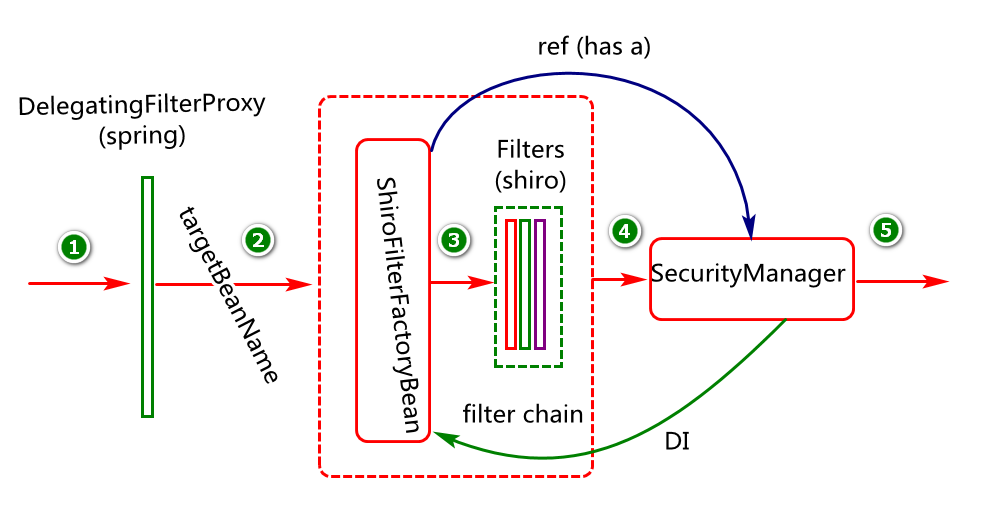 ref (has a)
DelegatingFilterProxy
(spring)
Filters
(shiro)
1
targetBeanName
2
ShiroFilterFactoryBean
3
4
SecurityManager
5
filter chain
DI